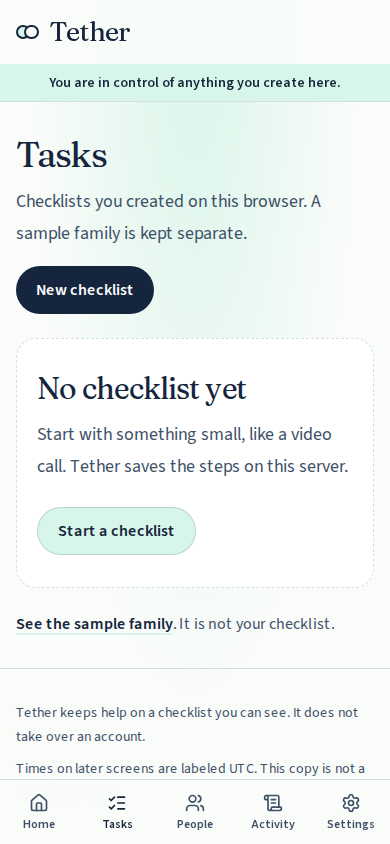 Tether
You are in control of anything you create here.
Tasks
Checklists you created on this browser. A
sample family is kept separate.
New checklist
No checklist yet
Start with something small, like a video
call. Tether saves the steps on this server.
Start a checklist
See the sample family. It is not your checklist.
Tether keeps help on a checklist you can see. It does not
take over an account.
Times on later screens are labeled UTC. This copy is not a
Home Tasks People Activity Settings